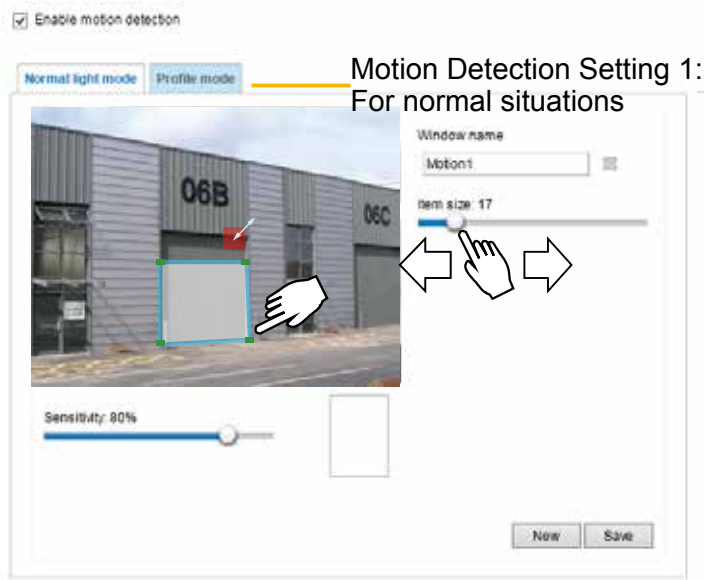 Enable motion detection
Normal light mode
Profile mode
Motion Detection Setting 1:
For normal situations
Window name
Motion1
Item size: 17
06B
06C
Sensitivity: 80%
New
Save